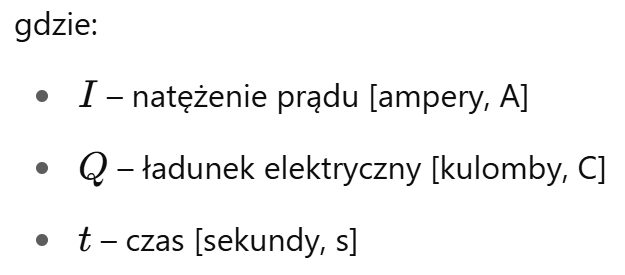 gdzie:
• I – natężenie prądu [ampery, A]
• Q – ładunek elektryczny [kulomby, C]
• t – czas [sekundy, s]